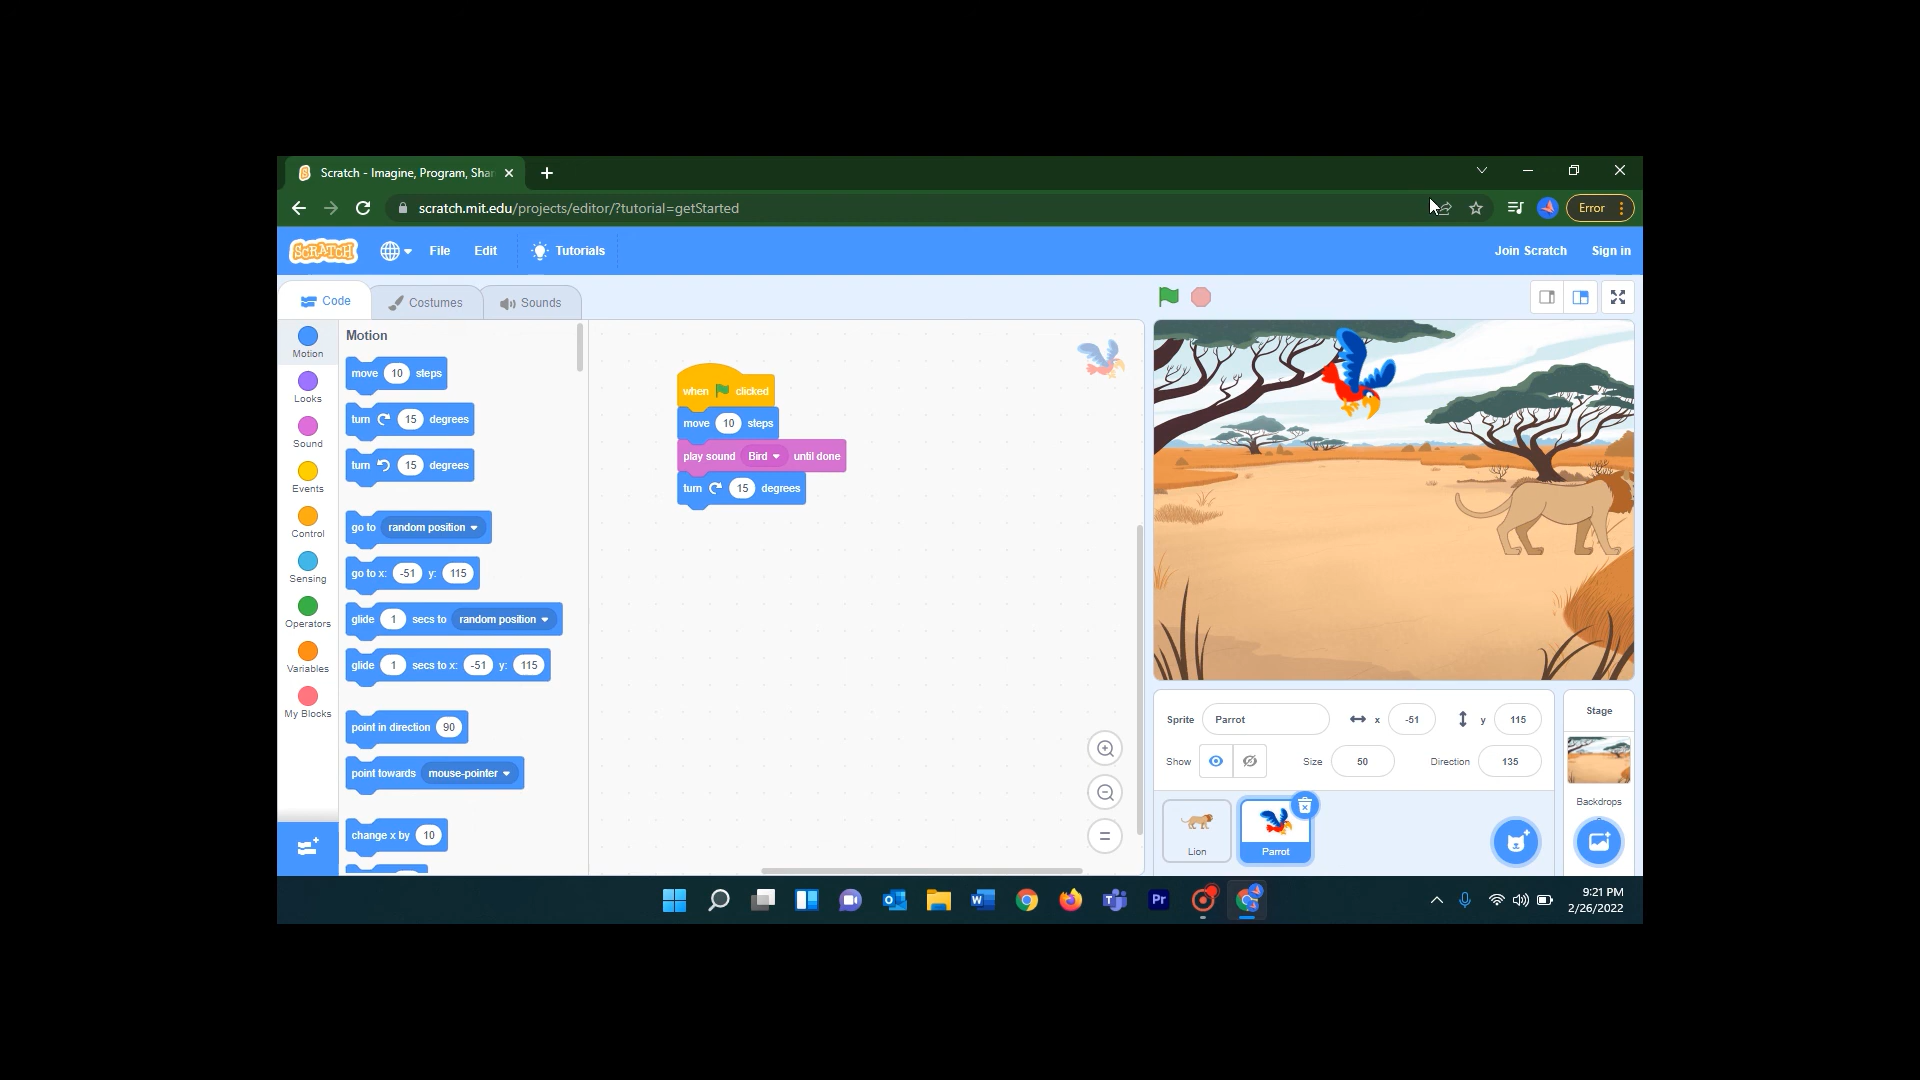 Scratch - Imagine, Program, Shar
scratch.mit.edu/projects/editor/?tutorial=getStarted
Error
SCRATCH
File
Edit
Tutorials
Join Scratch
Sign in
Code
Costumes
Sounds
Motion
Looks
Sound
Events
Control
Sensing
Operators
Variables
My Blocks
Motion
move 10 steps
turn 15 degrees
turn 15 degrees
go to random position
go to x: -51 y: 115
glide 1 secs to random position
glide 1 secs to x: -51 y: 115
point in direction 90
point towards mouse-pointer
change x by 10
when clicked
move 10 steps
play sound Bird until done
turn 15 degrees
Sprite Parrot x -51 y 115
Show Size 50 Direction 135
Lion
Parrot
Stage
Backdrops
Pr
9:21 PM
2/26/2022